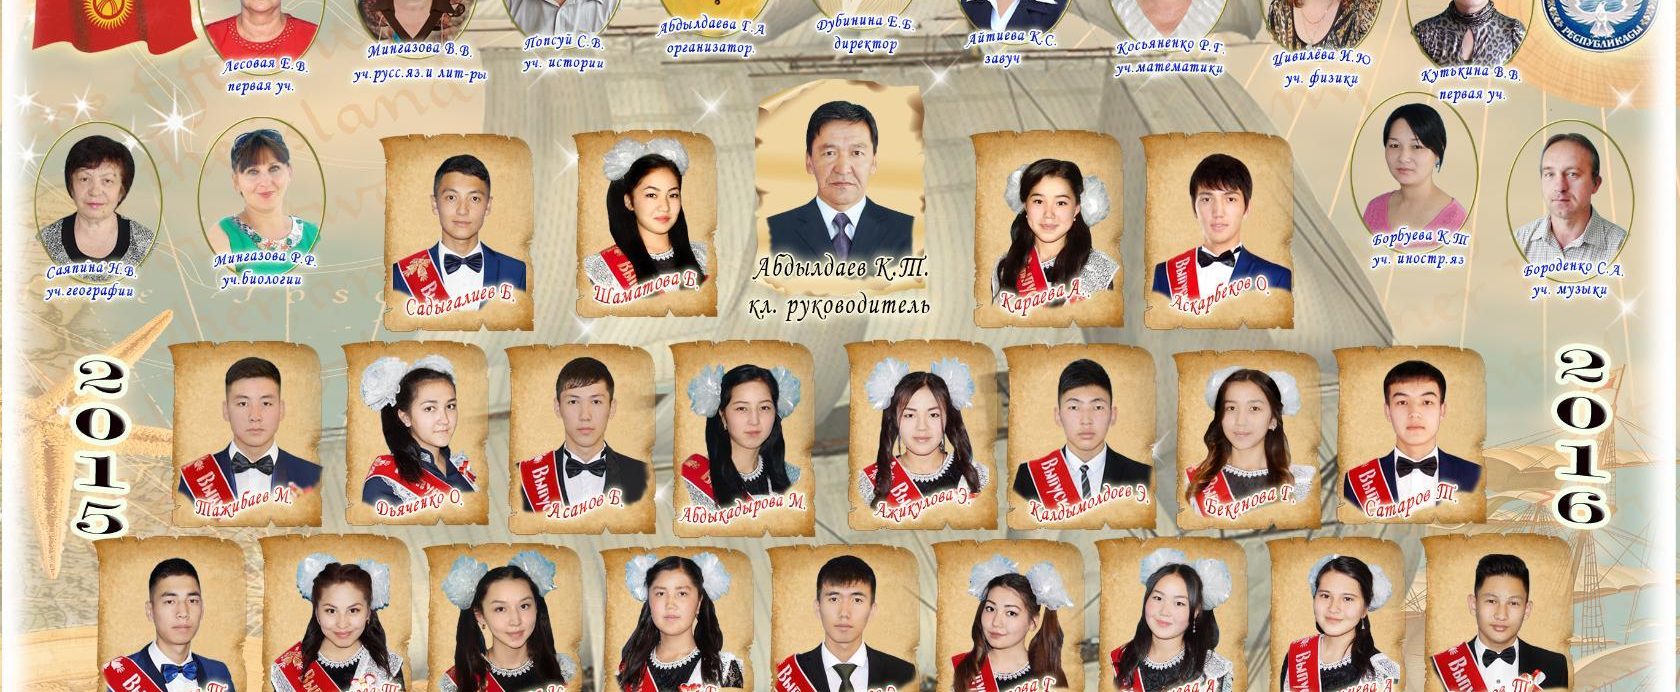 РЕСПУБЛИКАСЫ
Лесовая Е.В.
первая уч.
Мингазова В.В.
уч.русс.яз.и лит-ры
Попсуй С.В.
уч. истории
Абдылдаева Г.А
организатор.
Дубинина Е.Б.
директор
Айтиева К.С.
завуч
Косьяненко Р.Г.
уч.математики
Цивилёва Н.Ю
уч. физики
Кутькина В.В.
первая уч.
Саяпина Н.В.
уч.географии
Мингазова Р.Р.
уч.биологии
Садыгалиев Б.
Шаматова Б.
Абдылдаев К.Т.
кл. руководитель
Караева А.
Аскарбеков О.
Борбуева К.Т
уч. иностр.яз
Бороденко С.А.
уч. музыки
2015
2016
Тажибаев М.
Дьяченко О.
Асанов Б.
Абдыкадырова М.
Ажикулова Э.
Калдымолдоев Э.
Бекенова Г.
Сатаров Т.